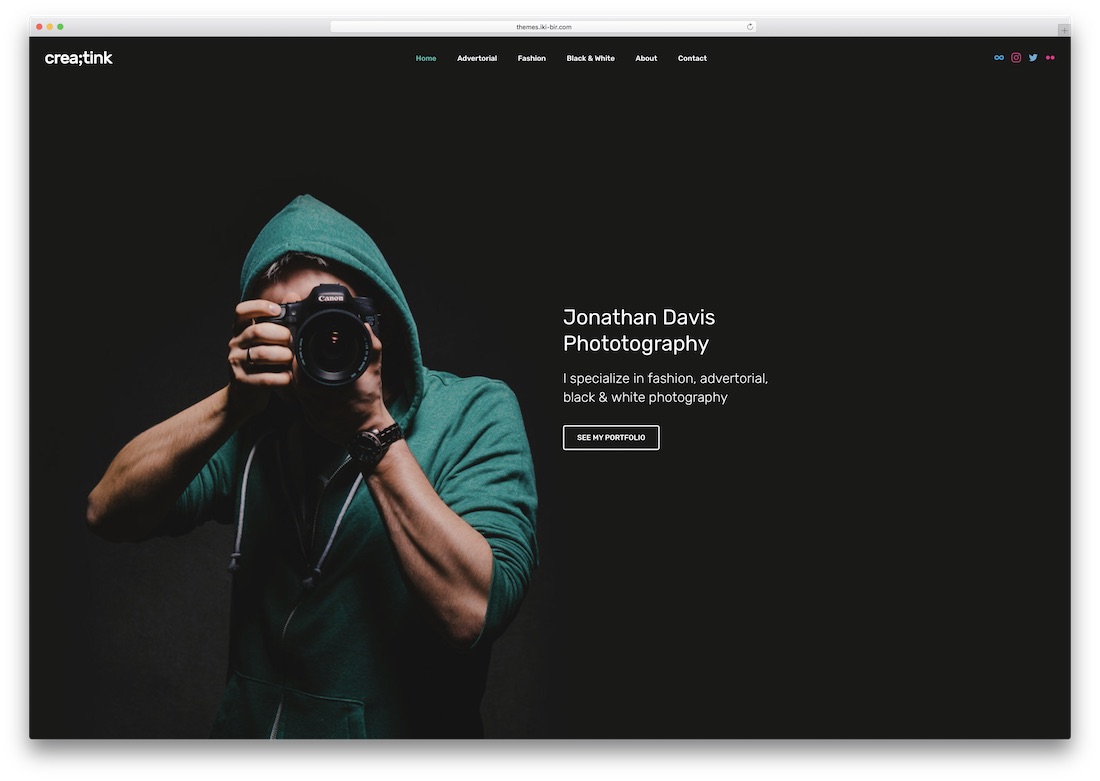 themes.iki-bir.com
crea;tink
Home Advertorial Fashion Black & White About Contact
Canon
Jonathan Davis
Phototography
I specialize in fashion, advertorial,
black & white photography
SEE MY PORTFOLIO